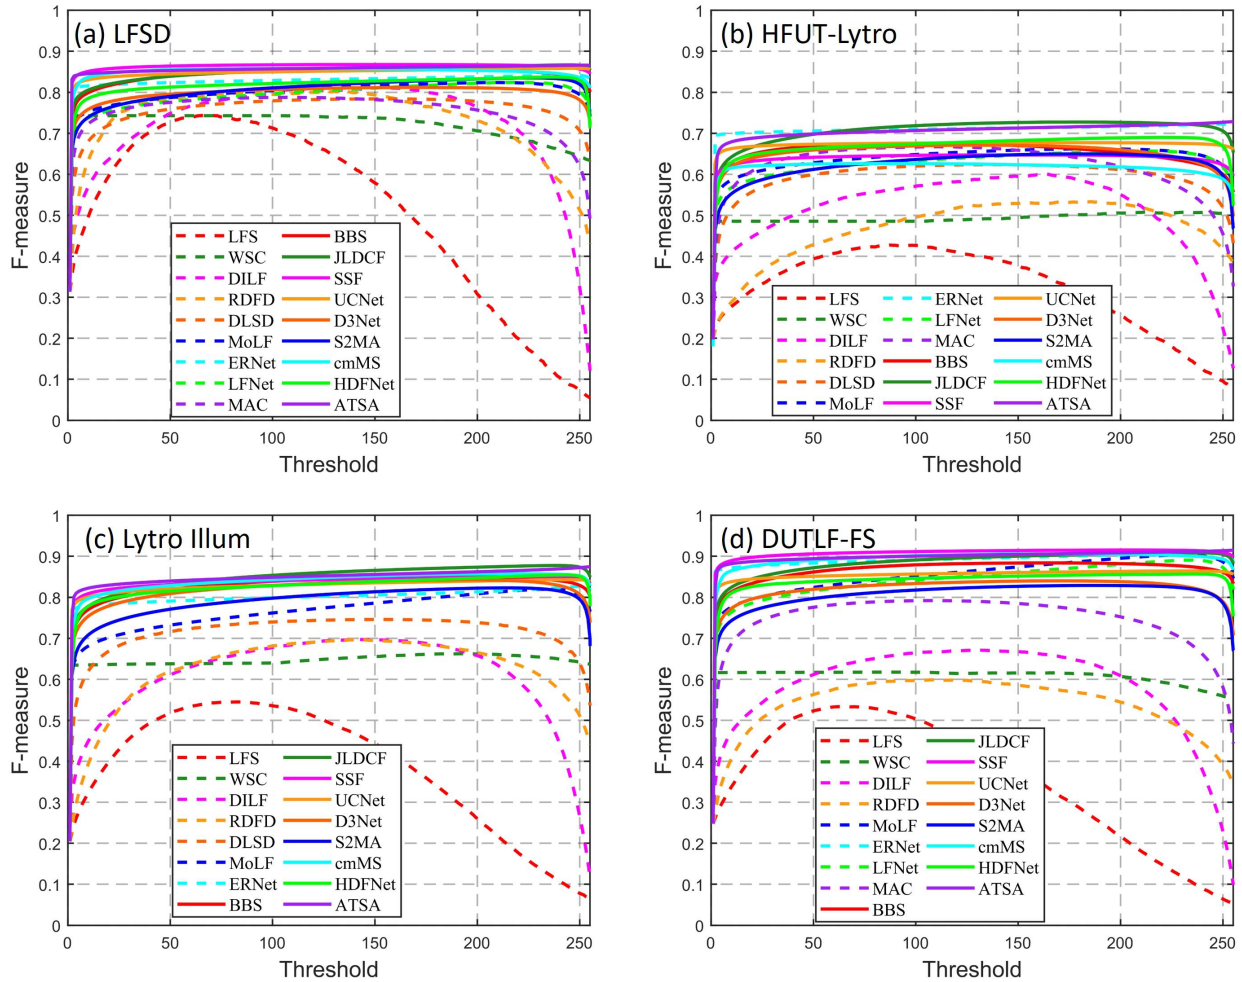 (a) LFSD
F-measure
0.9
0.8
0.7
0.6
0.5
0.4
0.3
0.2
0.1
0
0 50 100 150 200 250
Threshold
LFS BBS
WSC JLDCF
DILF SSF
RDFD UCNet
DLSD D3Net
MoLF S2MA
ERNet cmMS
LFNet HDFNet
MAC ATSA
(b) HFUT-Lytro
F-measure
0.9
0.8
0.7
0.6
0.5
0.4
0.3
0.2
0.1
0
0 50 100 150 200 250
Threshold
LFS ERNet UCNet
WSC LFNet D3Net
DILF MAC S2MA
RDFD BBS cmMS
DLSD JLDCF HDFNet
MoLF SSF ATSA
(c) Lytro Illum
F-measure
0.9
0.8
0.7
0.6
0.5
0.4
0.3
0.2
0.1
0
0 50 100 150 200 250
Threshold
LFS JLDCF
WSC SSF
DILF UCNet
RDFD D3Net
DLSD S2MA
MoLF cmMS
ERNet HDFNet
BBS ATSA
(d) DUTLF-FS
F-measure
0.9
0.8
0.7
0.6
0.5
0.4
0.3
0.2
0.1
0
0 50 100 150 200 250
Threshold
LFS JLDCF
WSC SSF
DILF UCNet
RDFD D3Net
MoLF S2MA
ERNet cmMS
LFNet HDFNet
MAC ATSA
BBS